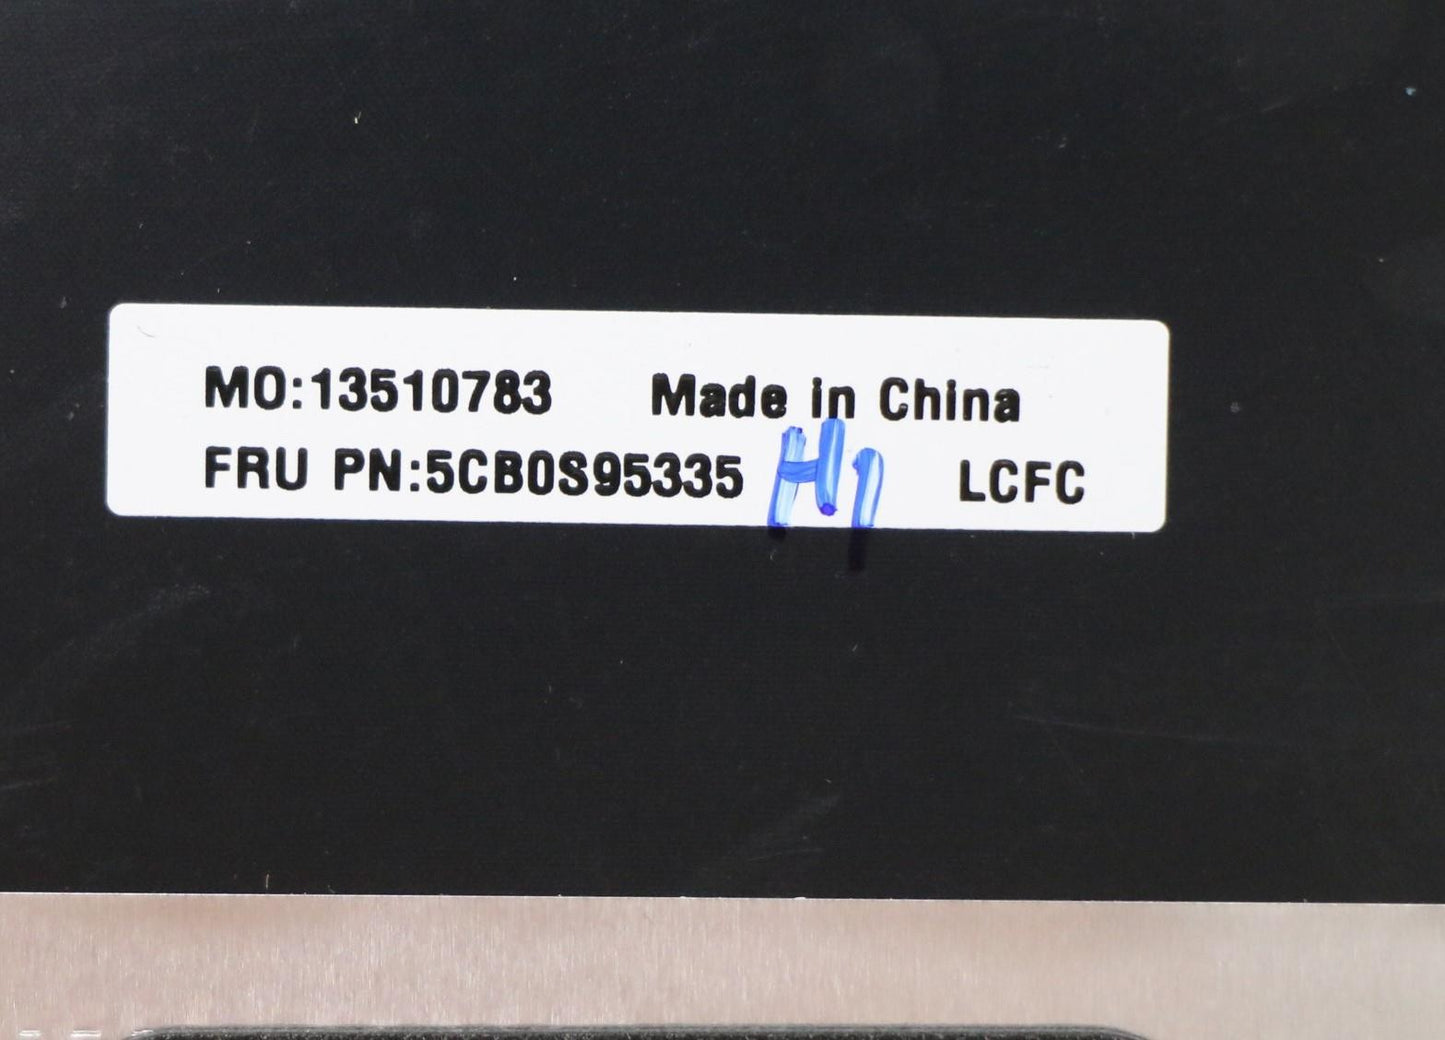 MO:13510783 Made in China
FRU PN:5CB0S95335 H1 LCFC